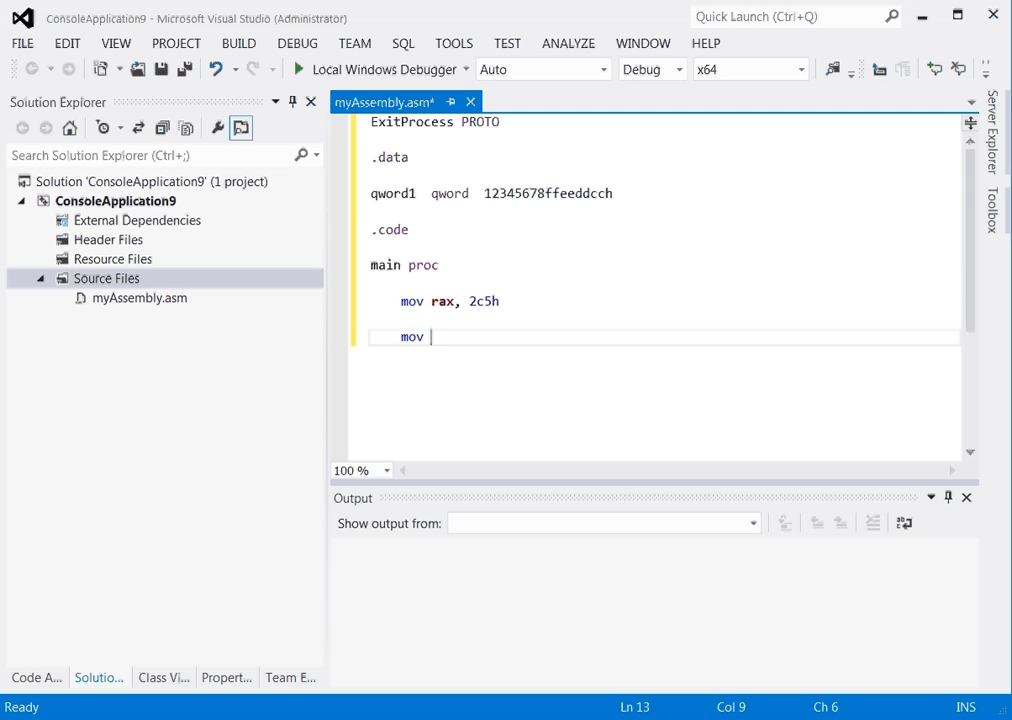 ConsoleApplication9 - Microsoft Visual Studio (Administrator)
Quick Launch (Ctrl+Q)
FILE EDIT VIEW PROJECT BUILD DEBUG TEAM SQL TOOLS TEST ANALYZE WINDOW HELP
Local Windows Debugger Auto Debug x64
Solution Explorer
Search Solution Explorer (Ctrl+;)
Solution 'ConsoleApplication9' (1 project)
ConsoleApplication9
External Dependencies
Header Files
Resource Files
Source Files
myAssembly.asm
Code A... Solutio... Class Vi... Propert... Team E...
myAssembly.asm*
ExitProcess PROTO
.data
qword1 qword 12345678ffeeddcch
.code
main proc
mov rax, 2c5h
mov
100 %
Output
Show output from:
Server Explorer
Toolbox
Ready Ln 13 Col 9 Ch 6 INS